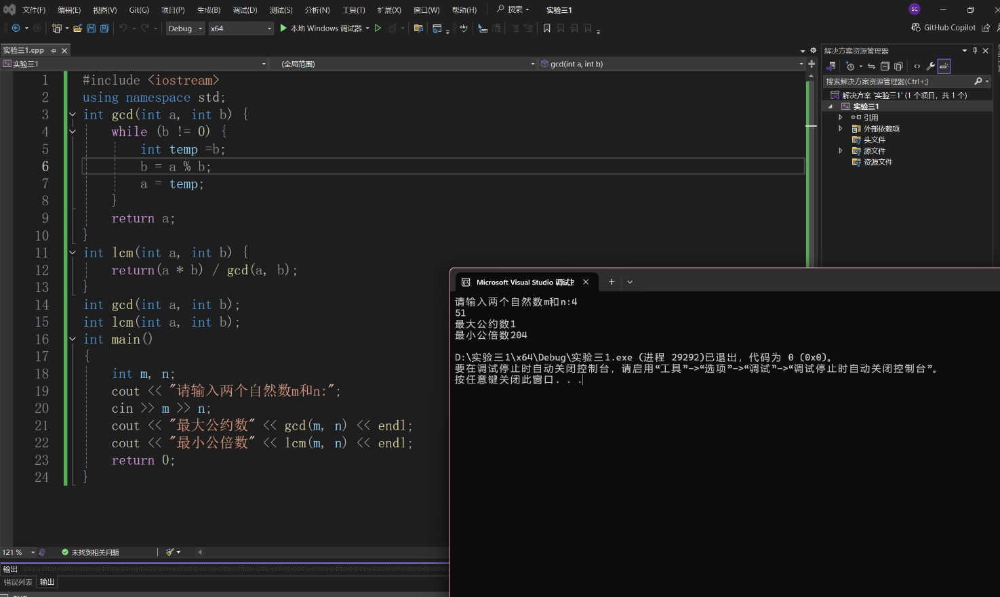 文件(F) 编辑(E) 视图(V) Git(G) 项目(P) 生成(B) 调试(D) 测试(S) 分析(N) 工具(T) 扩展(X) 窗口(W) 帮助(H) 搜索 实验三1 SC
Debug x64 本地 Windows 调试器 abc GitHub Copilot
实验三1.cpp
实验三1 (全局范围) gcd(int a, int b)
1 #include <iostream>
2 using namespace std;
3 int gcd(int a, int b) {
4 while (b != 0) {
5 int temp =b;
6 b = a % b;
7 a = temp;
8 }
9 return a;
10 }
11 int lcm(int a, int b) {
12 return(a * b) / gcd(a, b);
13 }
14 int gcd(int a, int b);
15 int lcm(int a, int b);
16 int main()
17 {
18 int m, n;
19 cout << "请输入两个自然数m和n:";
20 cin >> m >> n;
21 cout << "最大公约数" << gcd(m, n) << endl;
22 cout << "最小公倍数" << lcm(m, n) << endl;
23 return 0;
24 }
解决方案资源管理器
搜索解决方案资源管理器(Ctrl+;)
解决方案 '实验三1' (1 个项目, 共 1 个)
实验三1
引用
外部依赖项
头文件
源文件
资源文件
Microsoft Visual Studio 调试
请输入两个自然数m和n:4
51
最大公约数1
最小公倍数204
D:\实验三1\x64\Debug\实验三1.exe (进程 29292)已退出，代码为 0 (0x0)。
要在调试停止时自动关闭控制台，请启用“工具”->“选项”->“调试”->“调试停止时自动关闭控制台”。
按任意键关闭此窗口. . .
121 % 未找到相关问题
输出
错误列表 输出